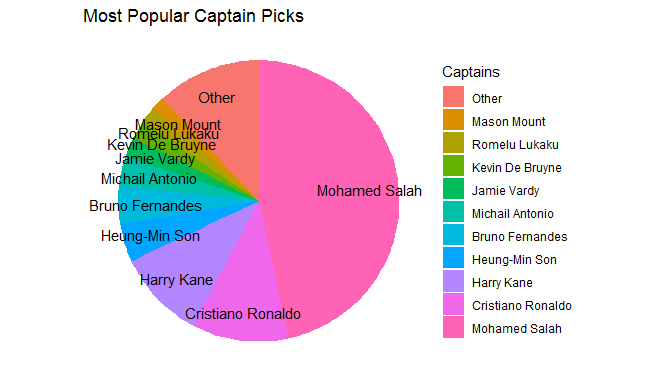 Most Popular Captain Picks
Other
Mason Mount
Romelu Lukaku
Kevin De Bruyne
Jamie Vardy
Michail Antonio
Bruno Fernandes
Heung-Min Son
Harry Kane
Cristiano Ronaldo
Mohamed Salah
Captains
Other
Mason Mount
Romelu Lukaku
Kevin De Bruyne
Jamie Vardy
Michail Antonio
Bruno Fernandes
Heung-Min Son
Harry Kane
Cristiano Ronaldo
Mohamed Salah